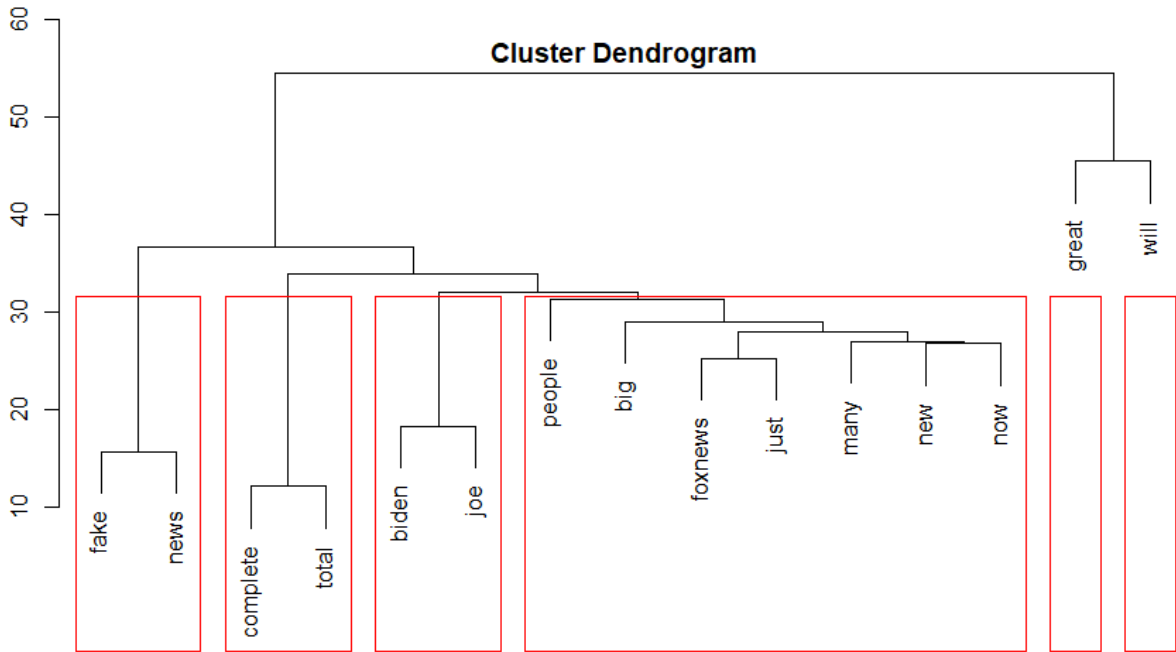 Cluster Dendrogram
60
50
40
30
20
10
fake
news
complete
total
biden
joe
people
big
foxnews
just
many
new
now
great
will